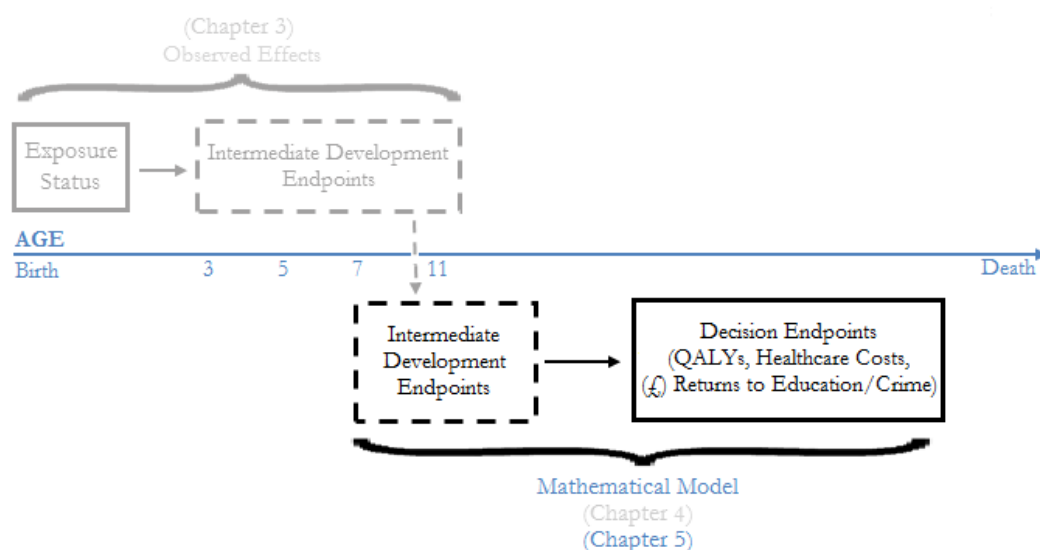 (Chapter 3)
Observed Effects
Exposure
Status
Intermediate Development
Endpoints
AGE
Birth
3
5
7
11
Death
Intermediate
Development
Endpoints
Decision Endpoints
(QALYs, Healthcare Costs,
(£) Returns to Education/Crime)
Mathematical Model
(Chapter 4)
(Chapter 5)